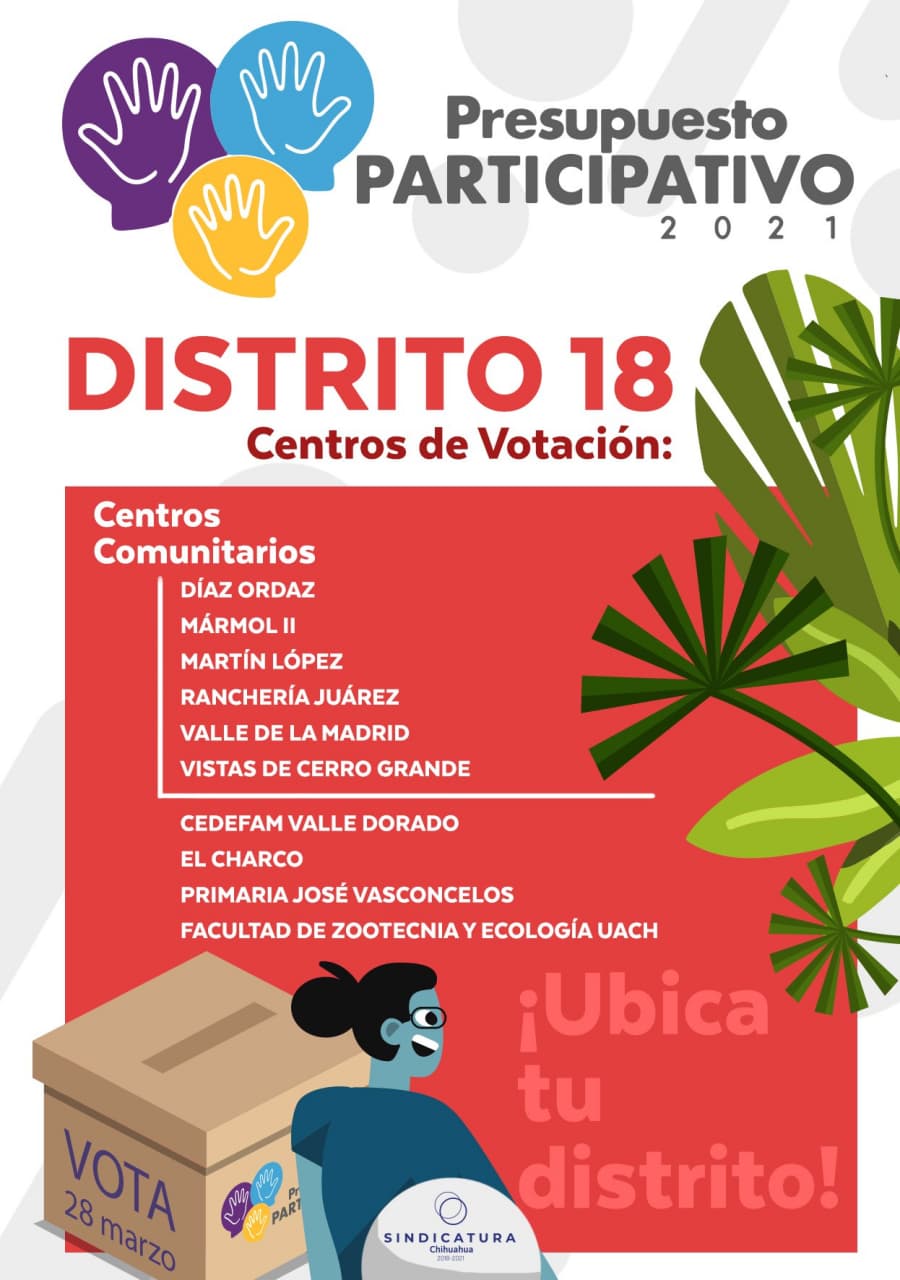 Presupuesto
PARTICIPATIVO
2021
DISTRITO 18
Centros de Votación:
Centros
Comunitarios
DÍAZ ORDAZ
MÁRMOL II
MARTÍN LÓPEZ
RANCHERÍA JUÁREZ
VALLE DE LA MADRID
VISTAS DE CERRO GRANDE
CEDEFAM VALLE DORADO
EL CHARCO
PRIMARIA JOSÉ VASCONCELOS
FACULTAD DE ZOOTECNIA Y ECOLOGÍA UACH
¡Ubica
tu
distrito!
VOTA
28 marzo
Pr
PART
SINDICATURA
Chihuahua
2018-2021